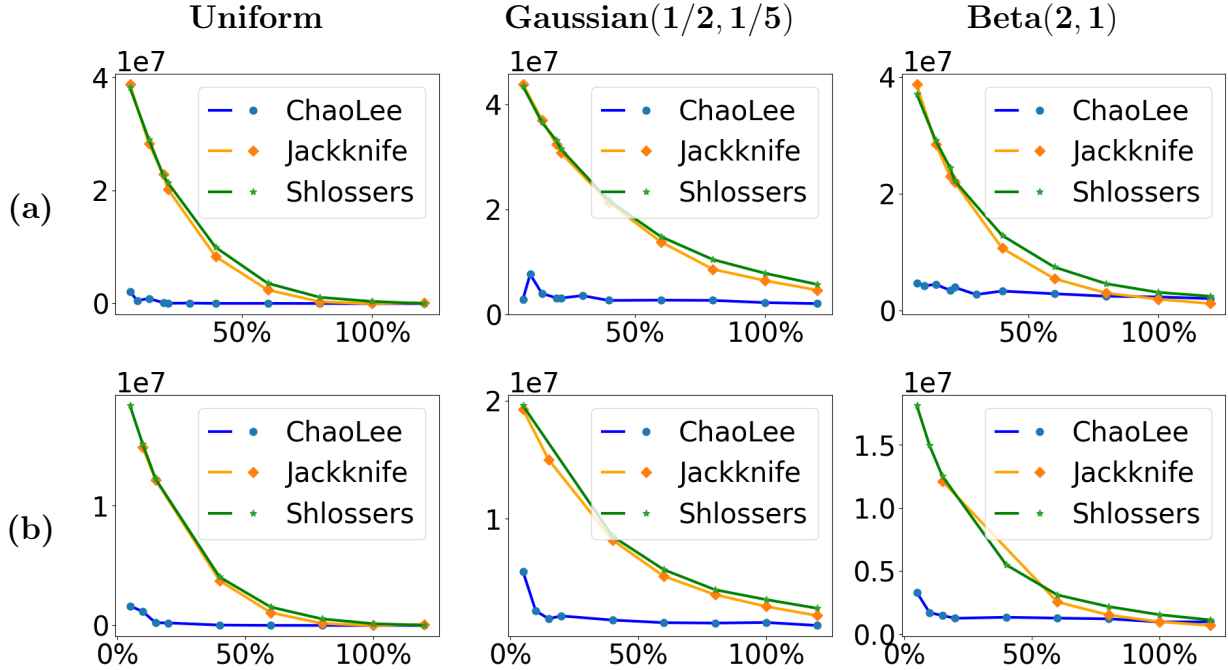 Uniform
Gaussian(1/2, 1/5)
Beta(2, 1)
(a)
1e7
4
2
0
50%
100%
ChaoLee
Jackknife
Shlossers
1e7
4
2
0
50%
100%
ChaoLee
Jackknife
Shlossers
1e7
4
2
0
50%
100%
ChaoLee
Jackknife
Shlossers
(b)
1e7
1
0
0%
50%
100%
ChaoLee
Jackknife
Shlossers
1e7
2
1
0
0%
50%
100%
ChaoLee
Jackknife
Shlossers
1e7
1.5
1.0
0.5
0.0
0%
50%
100%
ChaoLee
Jackknife
Shlossers